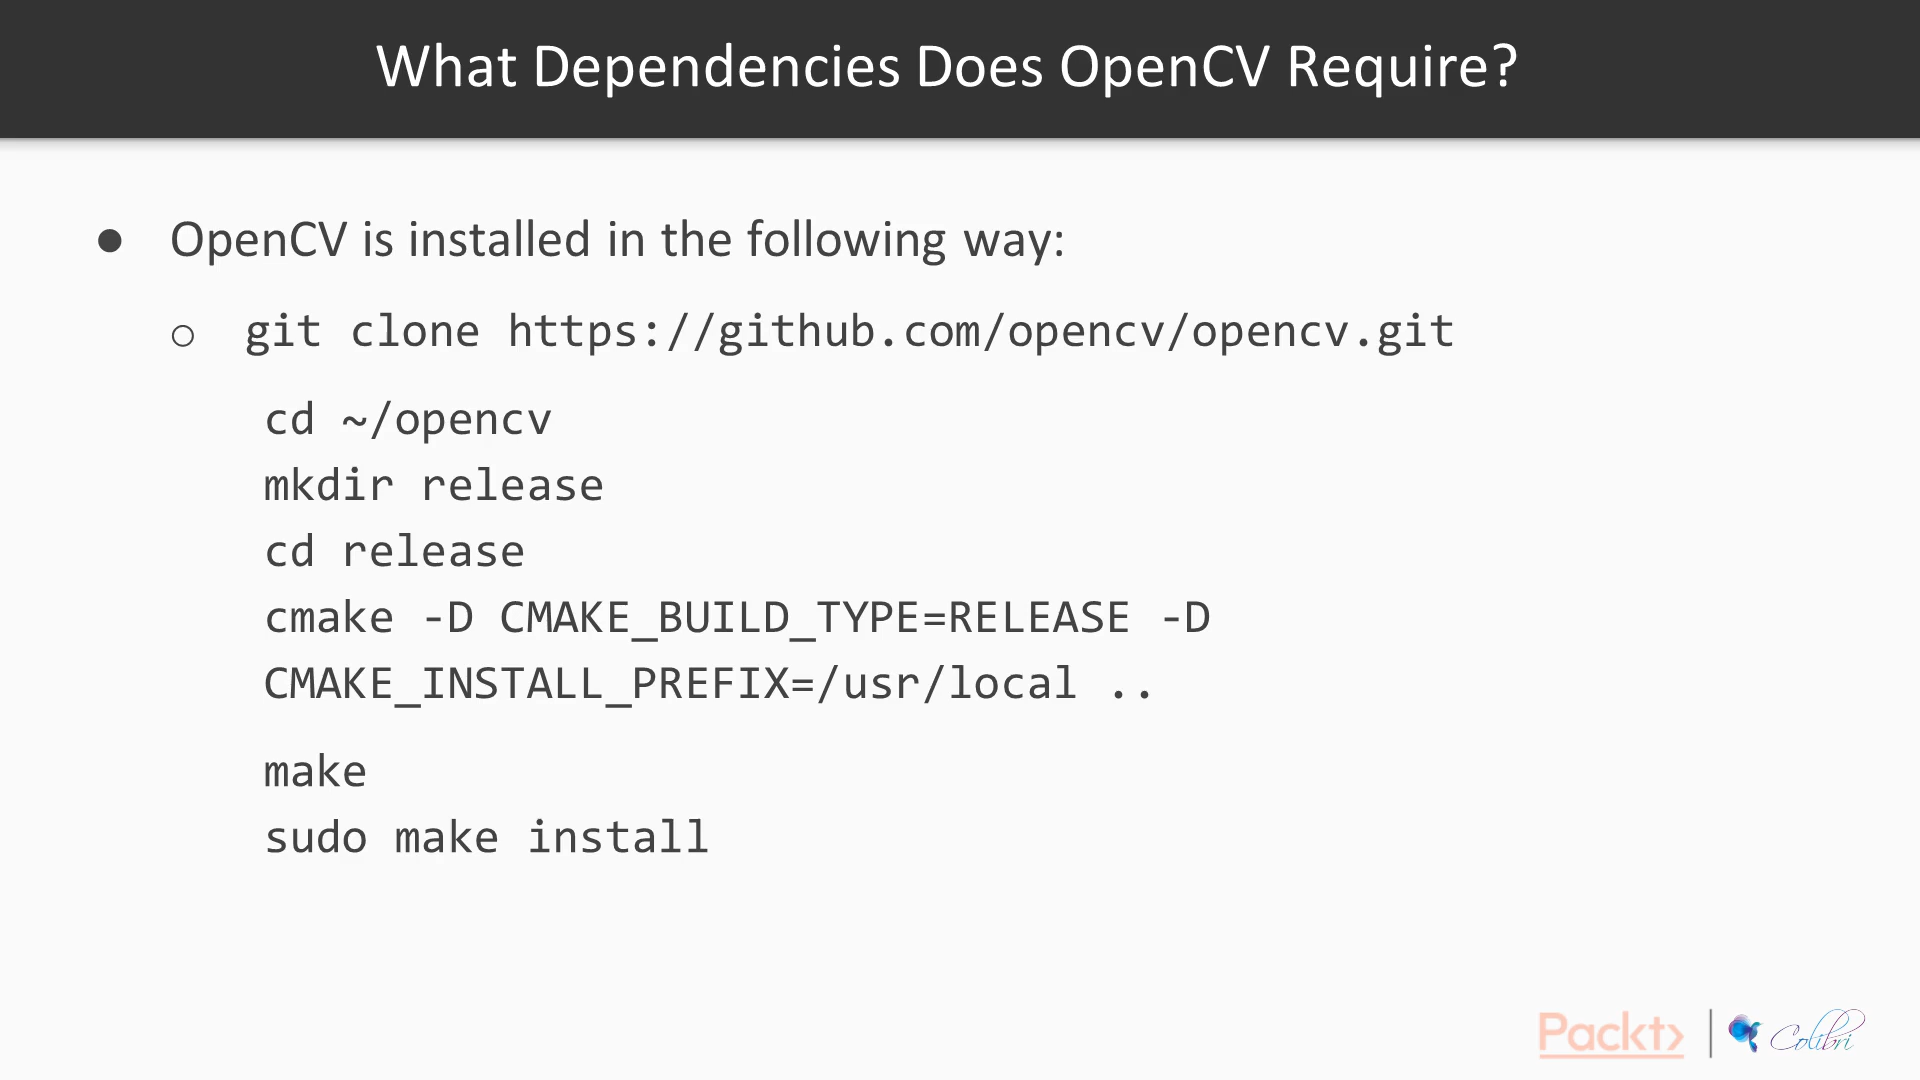 What Dependencies Does OpenCV Require?
● OpenCV is installed in the following way:
○ git clone https://github.com/opencv/opencv.git
cd ~/opencv
mkdir release
cd release
cmake -D CMAKE_BUILD_TYPE=RELEASE -D
CMAKE_INSTALL_PREFIX=/usr/local ..
make
sudo make install
Packt> | Colibri